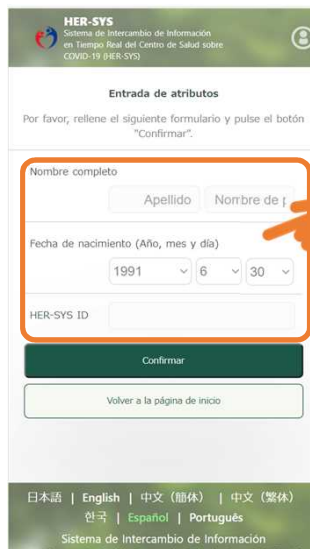 HER-SYS
Sistema de Intercambio de Información
en Tiempo Real del Centro de Salud sobre
COVID-19 (HER-SYS)
Entrada de atributos
Por favor, rellene el siguiente formulario y pulse el botón
"Confirmar".
Nombre completo
Apellido Nombre de p
Fecha de nacimiento (Año, mes y día)
1991 6 30
HER-SYS ID
Confirmar
Volver a la página de inicio
日本語 | English | 中文（簡体） | 中文（繁体）
한국 | Español | Português
Sistema de Intercambio de Información